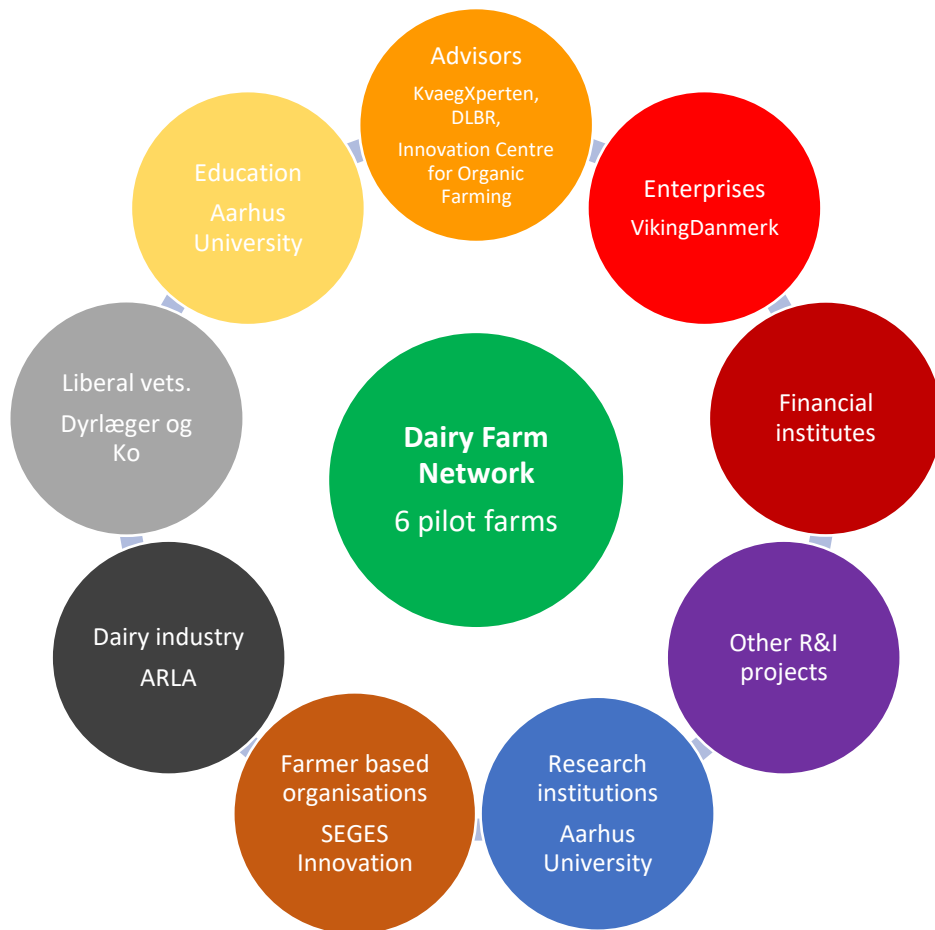 Advisors
KvaegXperten,
DLBR,
Innovation Centre
for Organic
Farming
Enterprises
VikingDanmerk
Financial
institutes
Other R&I
projects
Research
institutions
Aarhus
University
Farmer based
organisations
SEGES
Innovation
Dairy industry
ARLA
Liberal vets.
Dyrlæger og
Ko
Education
Aarhus
University
Dairy Farm
Network
6 pilot farms